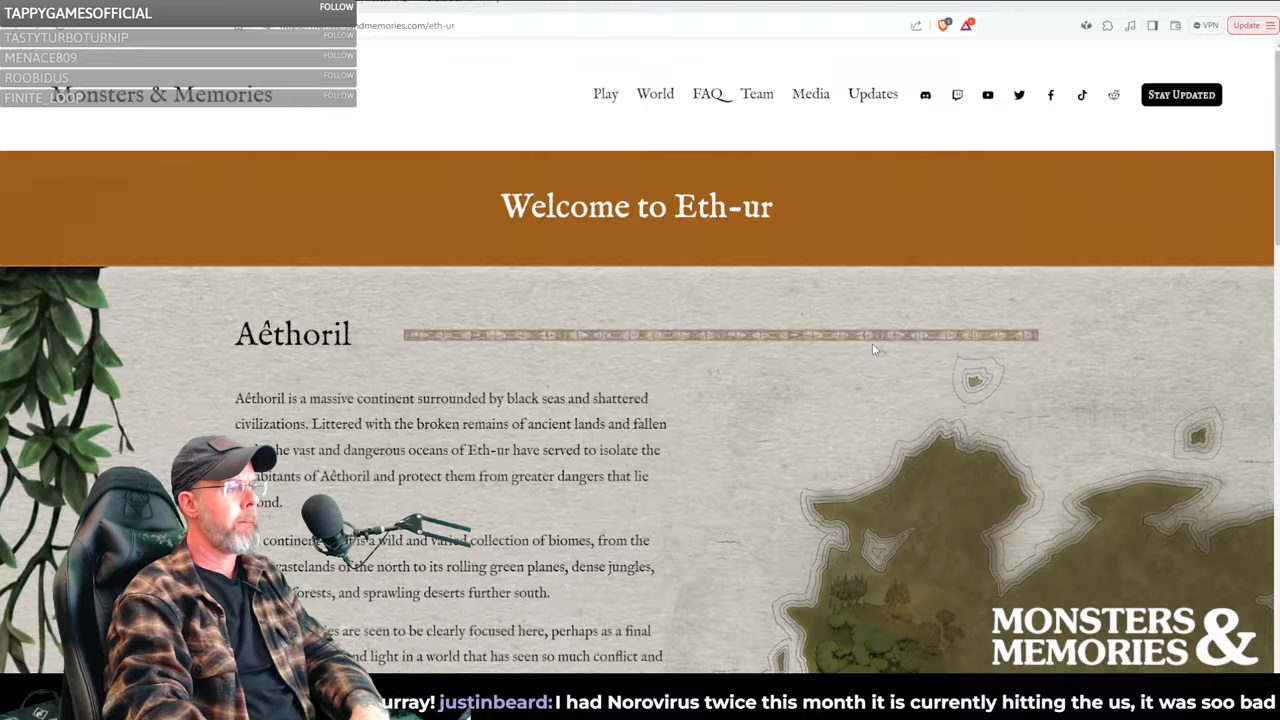 TAPPYGAMESOFFICIAL FOLLOW
TASTYTURBOTURNIP FOLLOW
MENACE809 FOLLOW
ROOBIDUS FOLLOW
FINITE_LOOP FOLLOW
ndmemories.com/eth-ur
VPN
Update
Monsters & Memories
Play World FAQ Team Media Updates STAY UPDATED
Welcome to Eth-ur
Aêthoril
Aêthoril is a massive continent surrounded by black seas and shattered
civilizations. Littered with the broken remains of ancient lands and fallen
the vast and dangerous oceans of Eth-ur have served to isolate the
abitants of Aêthoril and protect them from greater dangers that lie
ond.
continent is a wild and varied collection of biomes, from the
wastelands of the north to its rolling green planes, dense jungles,
forests, and sprawling deserts further south.
are seen to be clearly focused here, perhaps as a final
nd light in a world that has seen so much conflict and
MONSTERS & MEMORIES
urray! justinbeard: I had Norovirus twice this month it is currently hitting the us, it was soo bad